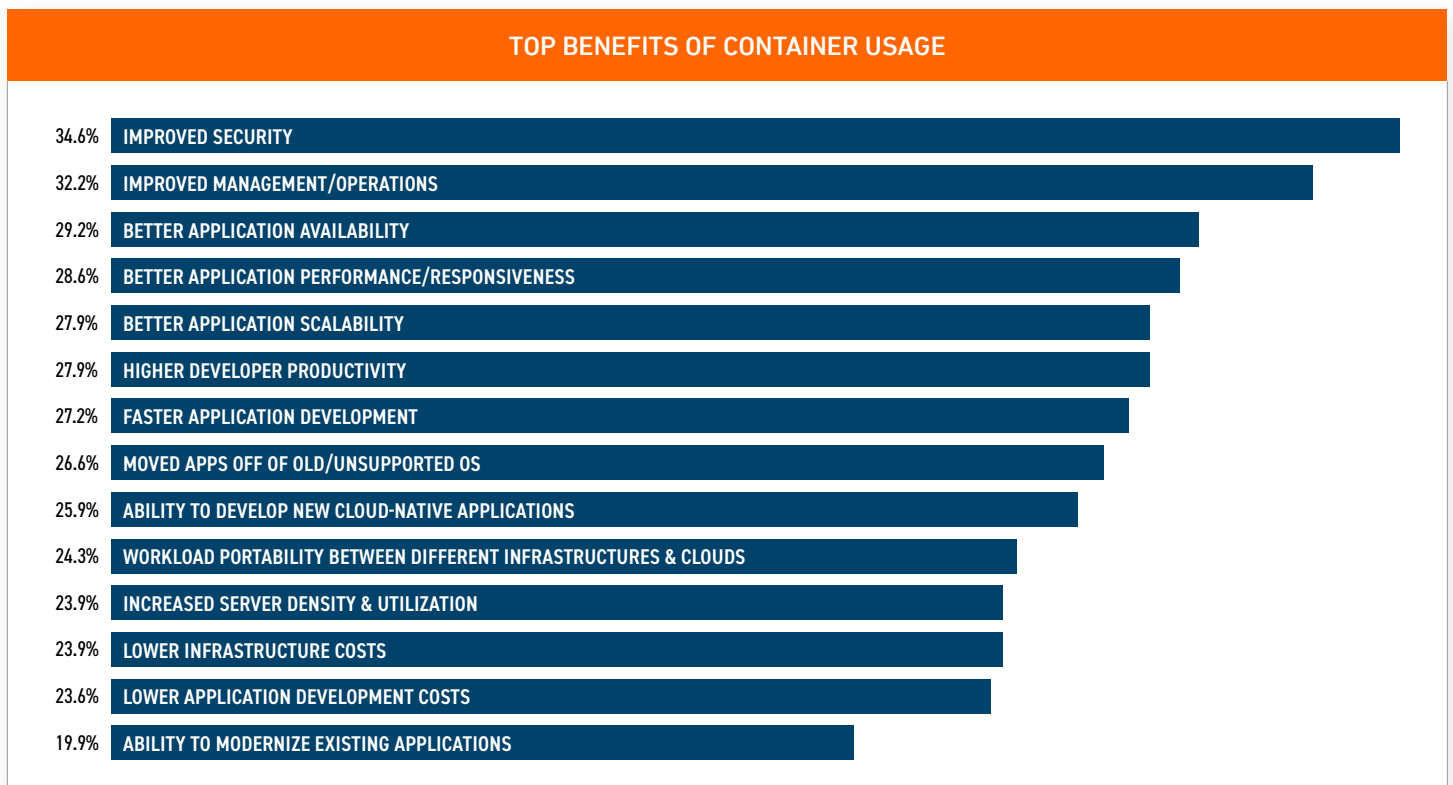 TOP BENEFITS OF CONTAINER USAGE
34.6% IMPROVED SECURITY
32.2% IMPROVED MANAGEMENT/OPERATIONS
29.2% BETTER APPLICATION AVAILABILITY
28.6% BETTER APPLICATION PERFORMANCE/RESPONSIVENESS
27.9% BETTER APPLICATION SCALABILITY
27.9% HIGHER DEVELOPER PRODUCTIVITY
27.2% FASTER APPLICATION DEVELOPMENT
26.6% MOVED APPS OFF OF OLD/UNSUPPORTED OS
25.9% ABILITY TO DEVELOP NEW CLOUD-NATIVE APPLICATIONS
24.3% WORKLOAD PORTABILITY BETWEEN DIFFERENT INFRASTRUCTURES & CLOUDS
23.9% INCREASED SERVER DENSITY & UTILIZATION
23.9% LOWER INFRASTRUCTURE COSTS
23.6% LOWER APPLICATION DEVELOPMENT COSTS
19.9% ABILITY TO MODERNIZE EXISTING APPLICATIONS